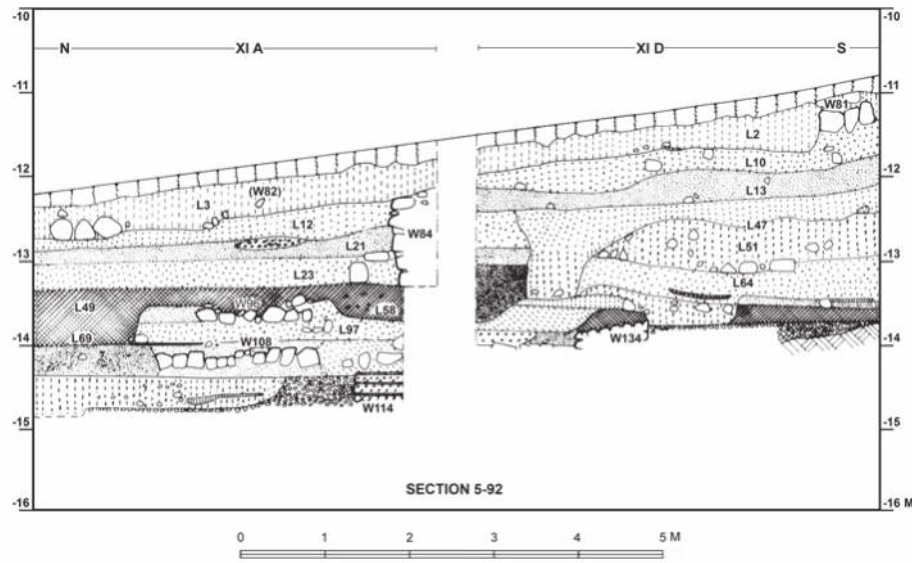 -10
-10
N
XI A
XI D
S
-11
-11
W81
L2
L10
-12
-12
(W82)
L13
L3
L12
L47
W84
L21
L51
-13
-13
L23
L64
L49
L58
L97
-14
L69
-14
W108
W134
W114
-15
-15
SECTION 5-92
-16
-16 M
0
1
2
3
4
5 M